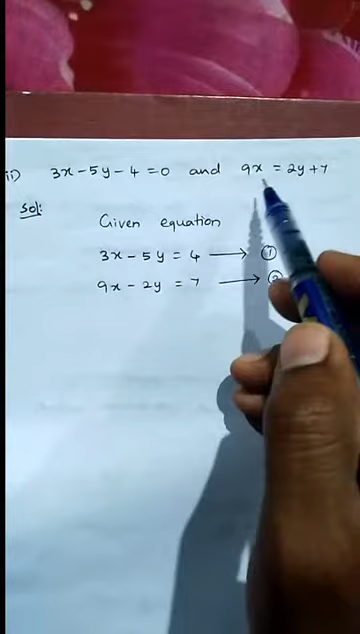 ii) 3x - 5y - 4 = 0 and 9x = 2y + 7
Sol:
Given equation
3x - 5y = 4 → ①
9x - 2y = 7 → ②